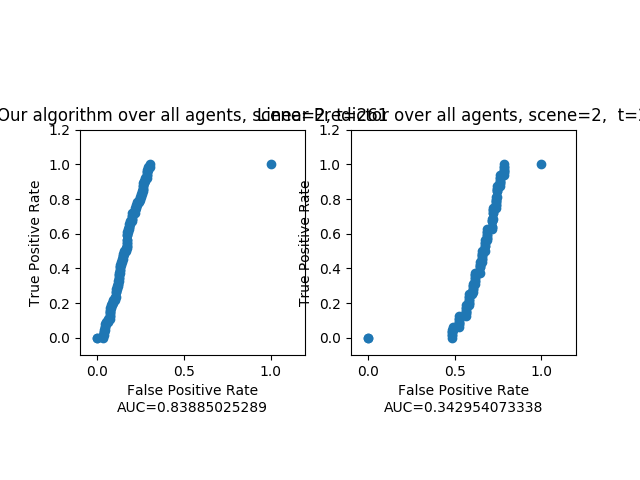 Our algorithm over all agents, scene=2, t=261
Linear Predictor over all agents, scene=2, t=
1.2
1.0
0.8
0.6
0.4
0.2
0.0
True Positive Rate
0.0 0.5 1.0
False Positive Rate
AUC=0.83885025289
1.2
1.0
0.8
0.6
0.4
0.2
0.0
True Positive Rate
0.0 0.5 1.0
False Positive Rate
AUC=0.342954073338